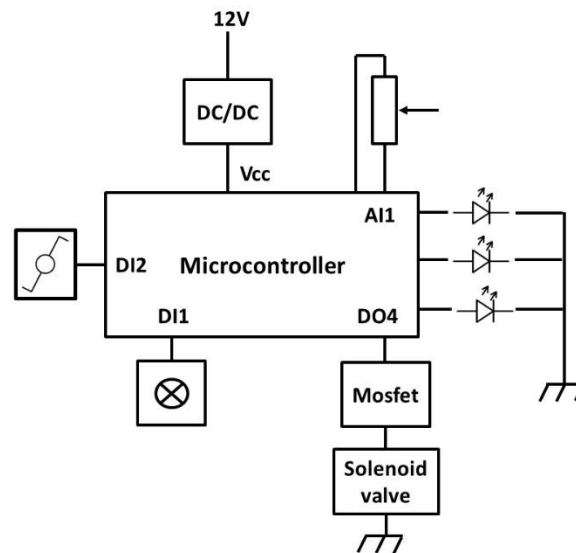 12V
DC/DC
Vcc
AI1
DI2
Microcontroller
DI1
DO4
Mosfet
Solenoid
valve